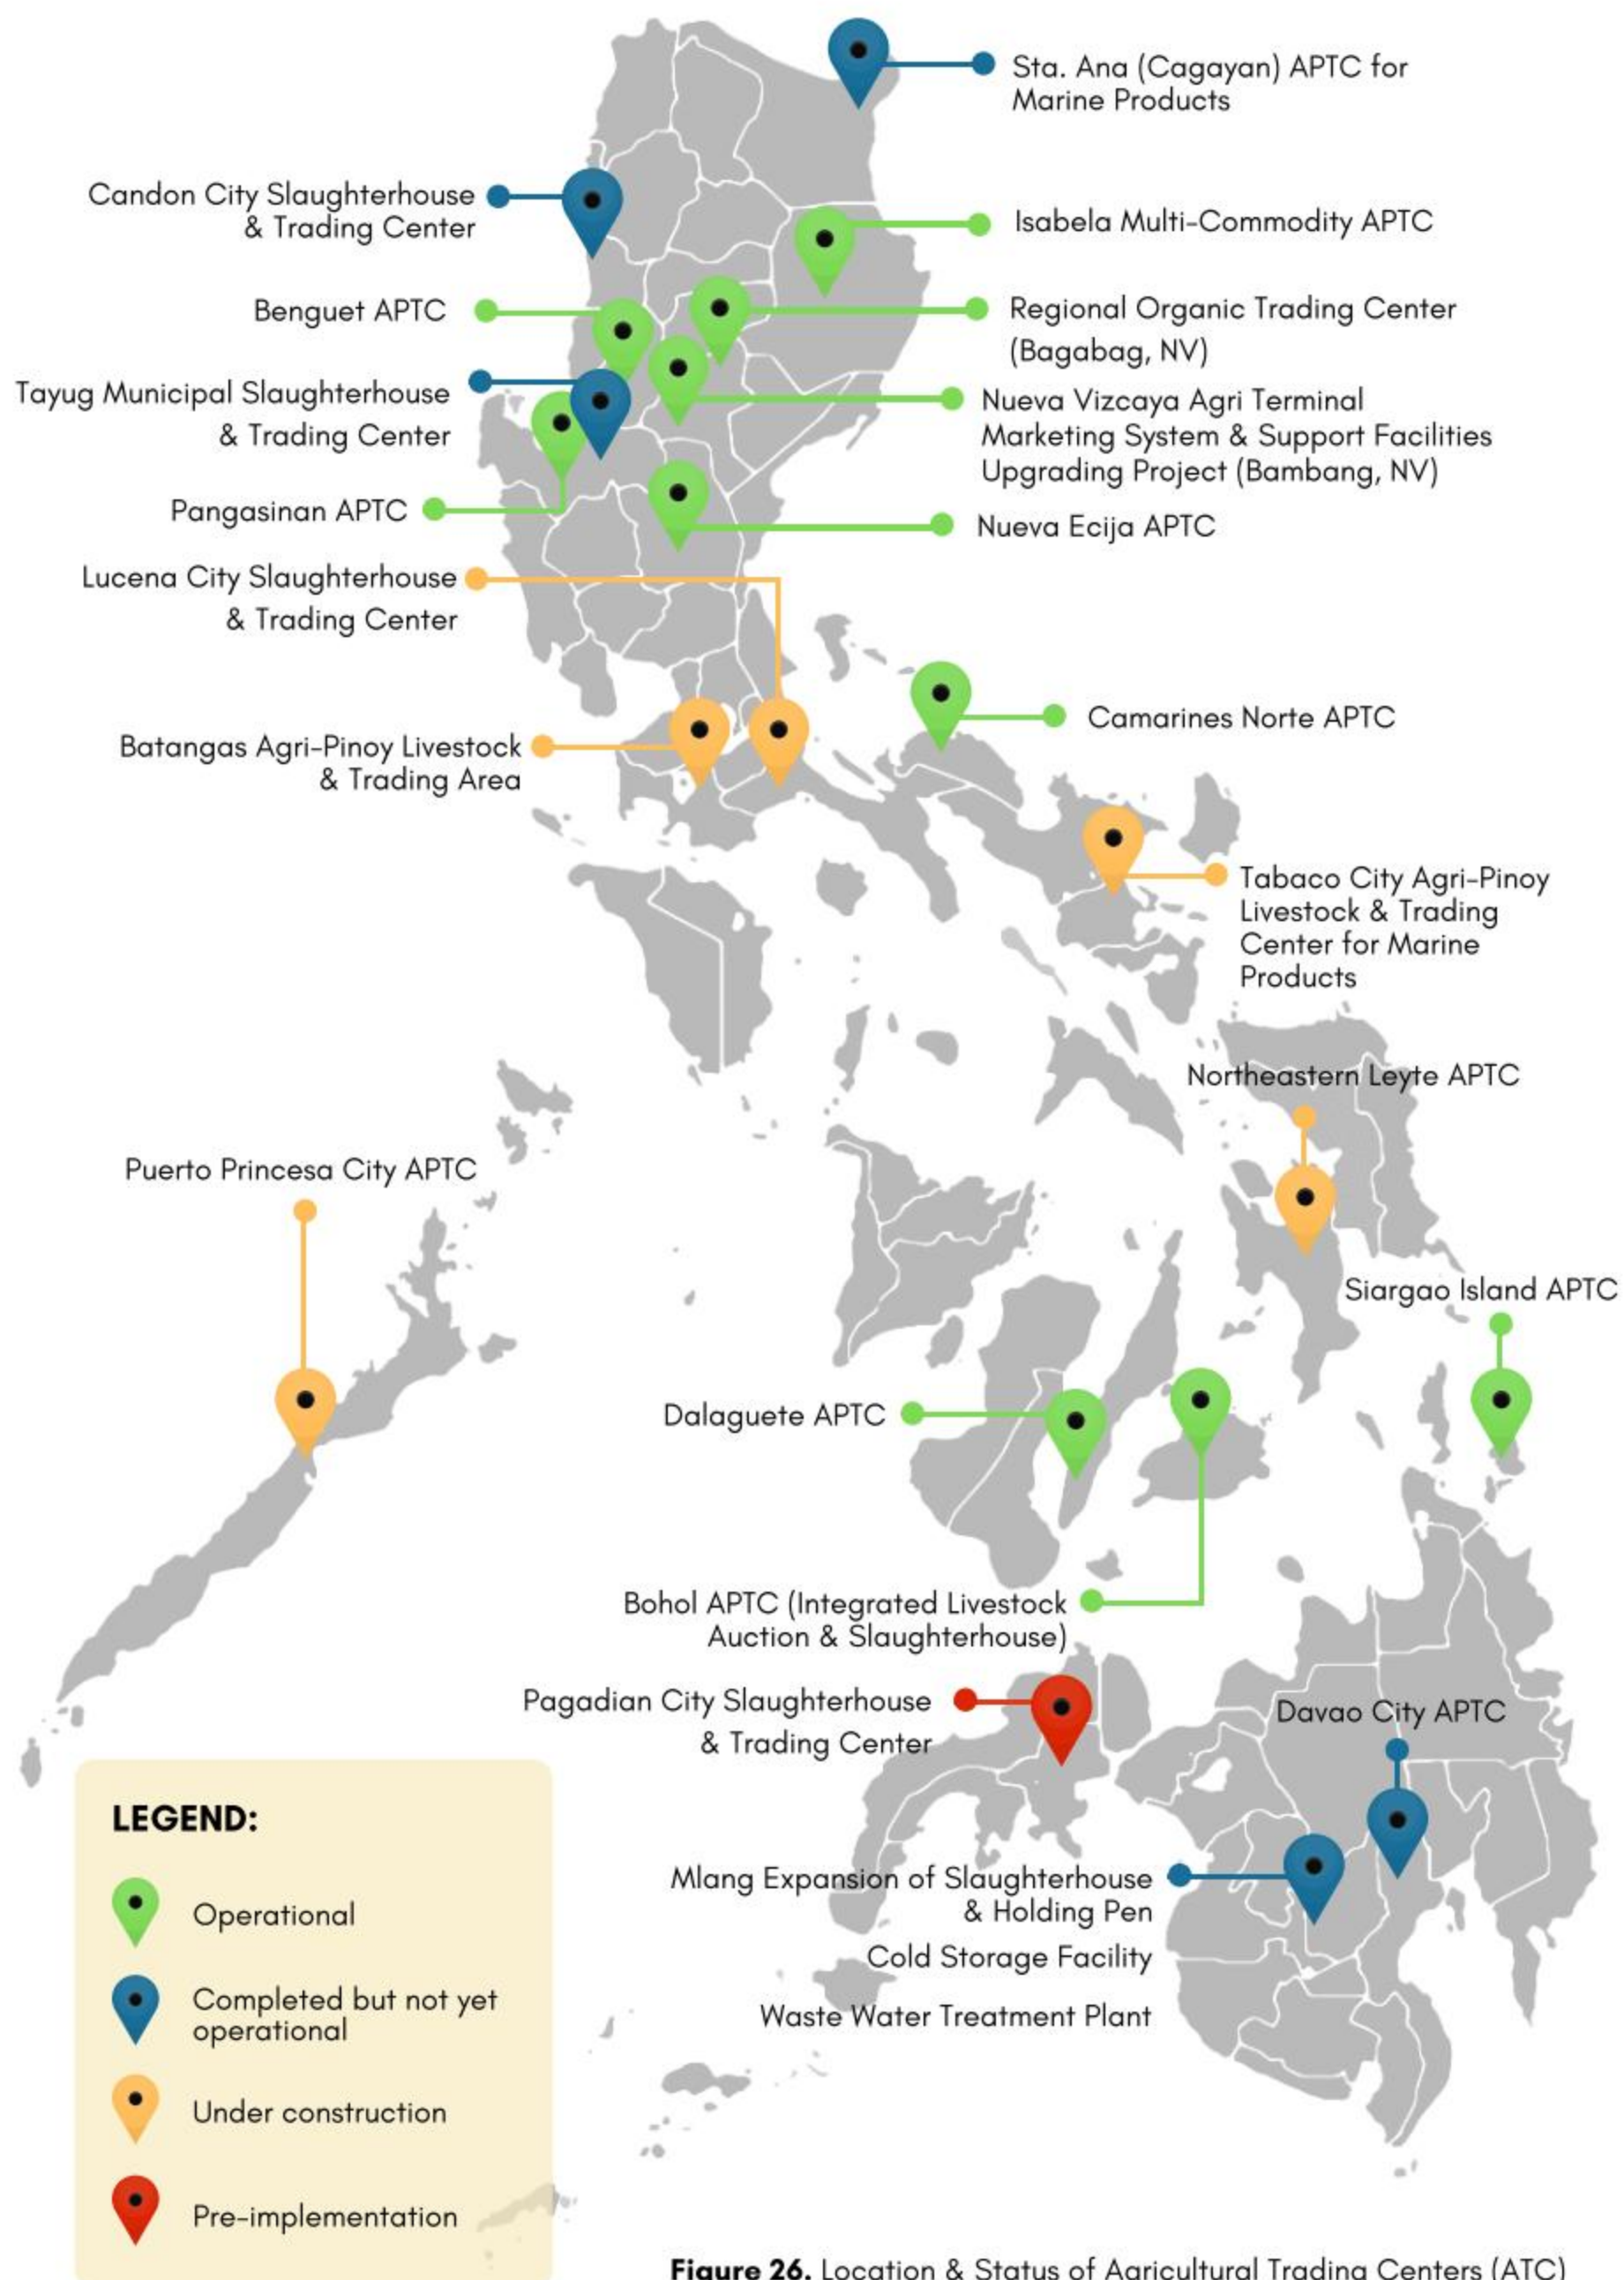 Sta. Ana (Cagayan) APTC for
Marine Products
Candon City Slaughterhouse
& Trading Center
Isabela Multi-Commodity APTC
Benguet APTC
Regional Organic Trading Center
(Bagabag, NV)
Tayug Municipal Slaughterhouse
& Trading Center
Nueva Vizcaya Agri Terminal
Marketing System & Support Facilities
Upgrading Project (Bambang, NV)
Pangasinan APTC
Nueva Ecija APTC
Lucena City Slaughterhouse
& Trading Center
Camarines Norte APTC
Batangas Agri-Pinoy Livestock
& Trading Area
Tabaco City Agri-Pinoy
Livestock & Trading
Center for Marine
Products
Northeastern Leyte APTC
Puerto Princesa City APTC
Siargao Island APTC
Dalaguete APTC
Bohol APTC (Integrated Livestock
Auction & Slaughterhouse)
Pagadian City Slaughterhouse
& Trading Center
Davao City APTC
Mlang Expansion of Slaughterhouse
& Holding Pen
Cold Storage Facility
Waste Water Treatment Plant
LEGEND:
Operational
Completed but not yet
operational
Under construction
Pre-implementation
Figure 26. Location & Status of Agricultural Trading Centers (ATC)